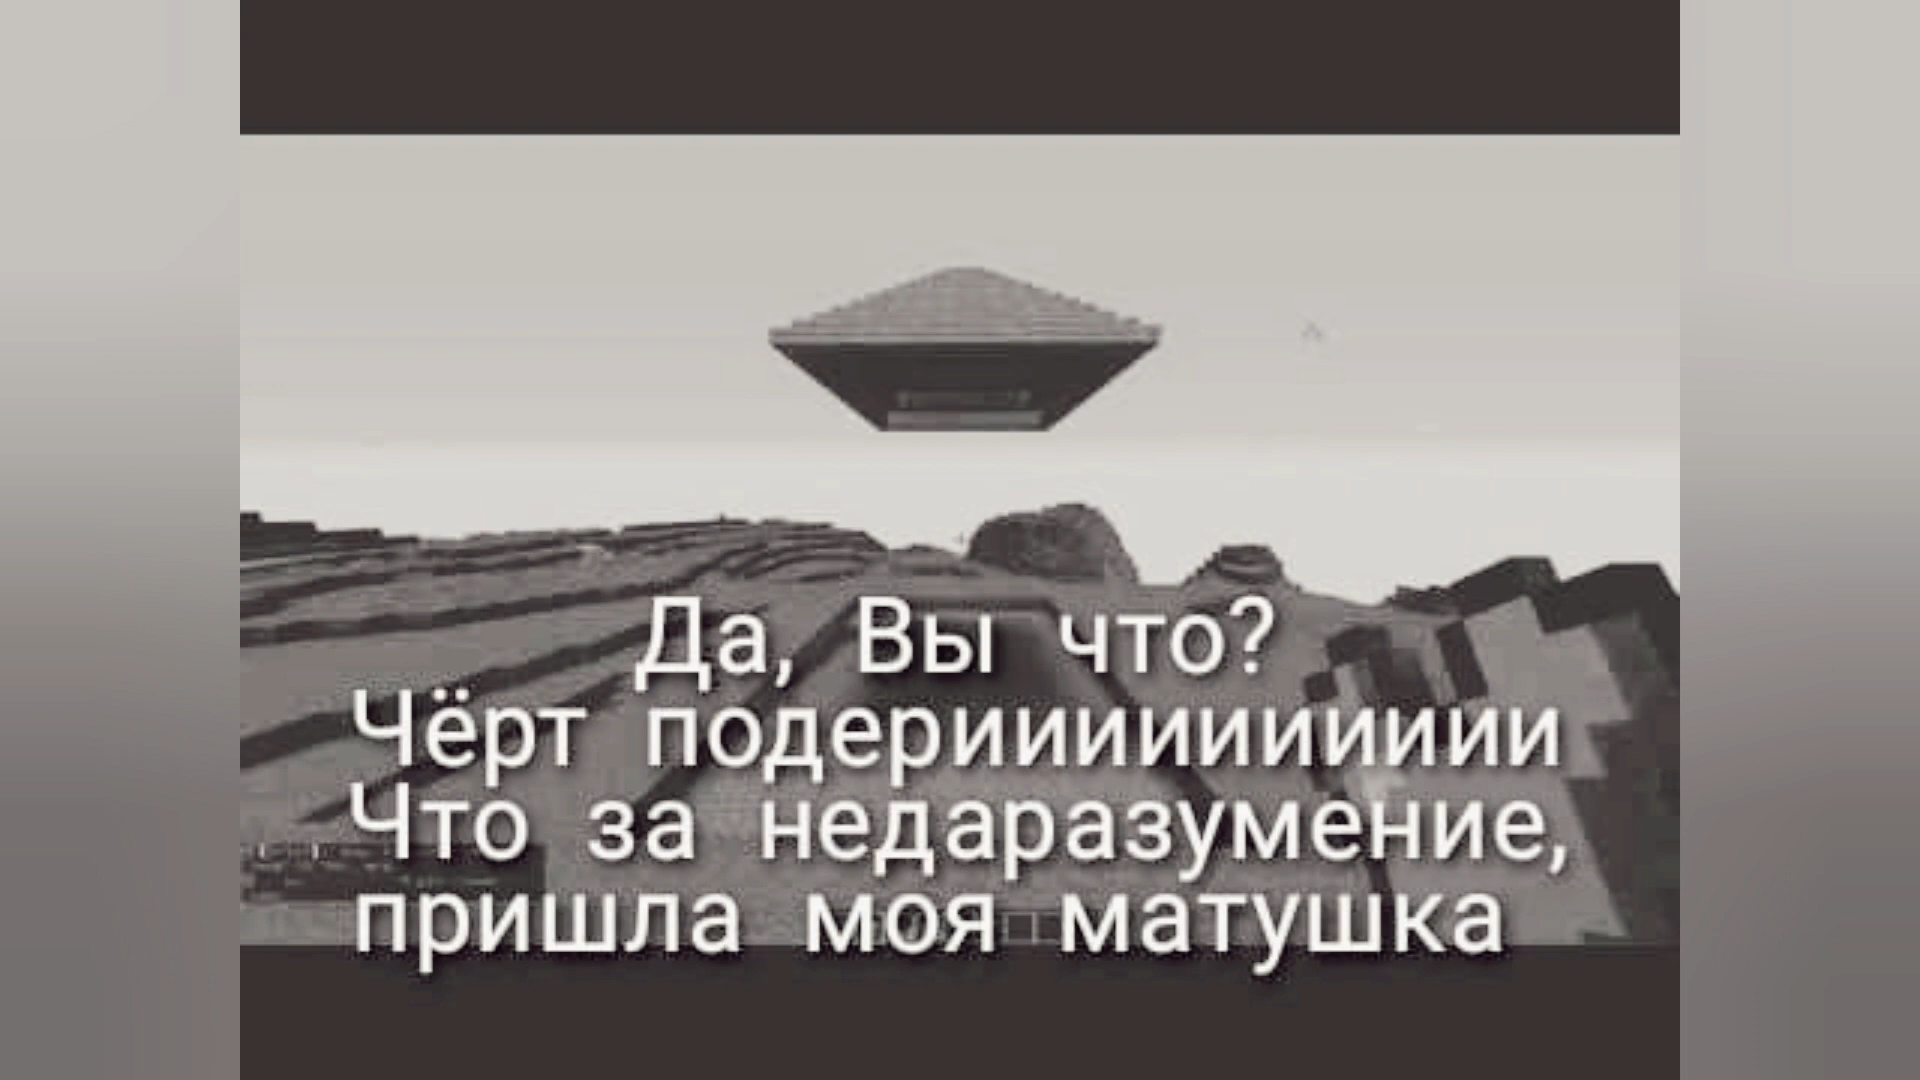 Да, Вы что?
Чёрт подериииииииииии
Что за недаразумение,
пришла моя матушка